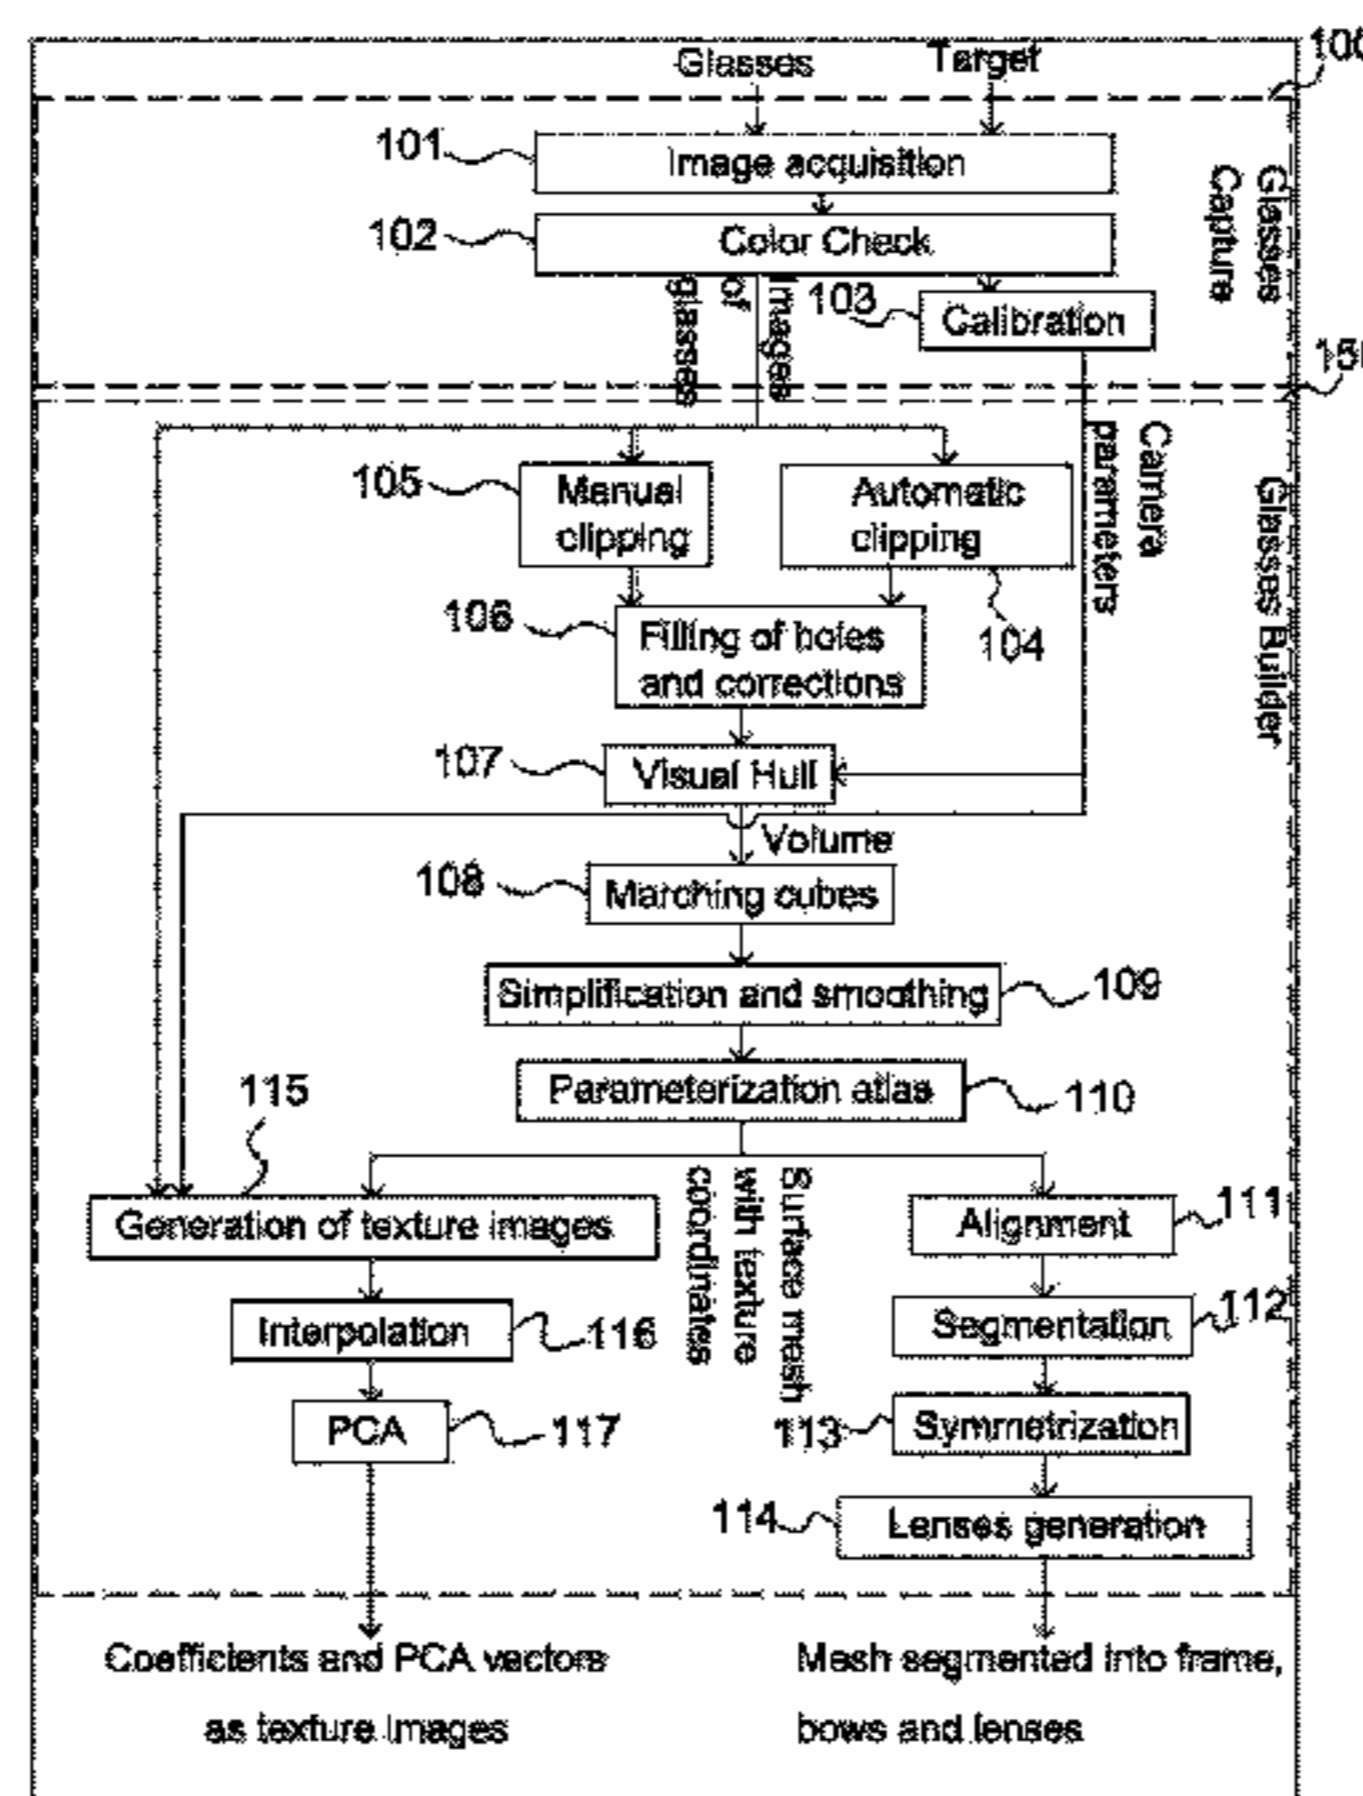 Glasses
Target
100
101
Image acquisition
102
Color Check
Glasses
Capture
Images
of
glasses
103
Calibration
Camera
parameters
105
Manual
clipping
Automatic
clipping
104
Glasses Builder
106
Filling of holes
and corrections
107
Visual Hull
Volume
108
Marching cubes
Simplification and smoothing
109
Parameterization atlas
110
115
Surface mesh
with texture
coordinates
Generation of texture images
Alignment
111
Interpolation
116
Segmentation
112
PCA
117
113
Symmetrization
114
Lenses generation
Coefficients and PCA vectors
as texture images
Mesh segmented into frame,
bows and lenses